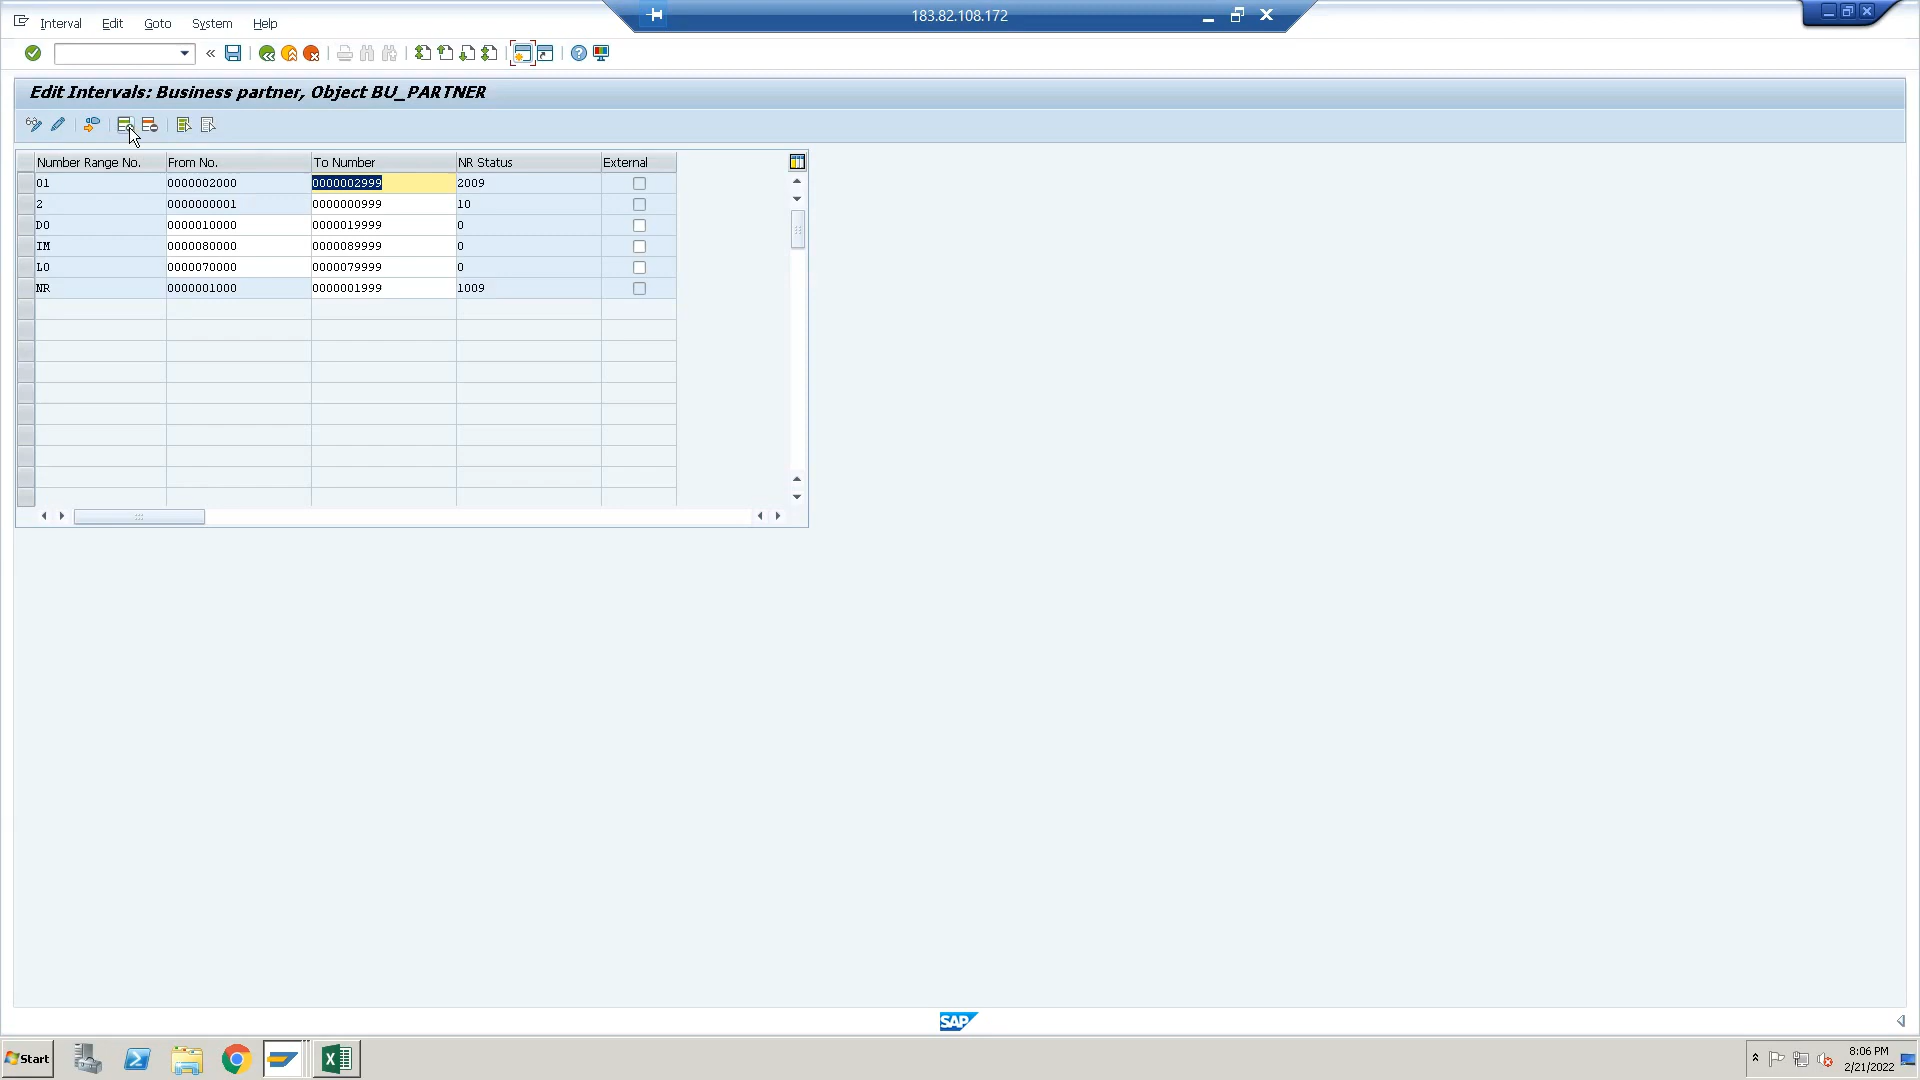 183.82.108.172
Interval Edit Goto System Help
Edit Intervals: Business partner, Object BU_PARTNER
Number Range No. From No. To Number NR Status External
01 0000002000 0000002999 2009
2 0000000001 0000000999 10
D0 0000010000 0000019999 0
IM 0000080000 0000089999 0
L0 0000070000 0000079999 0
NR 0000001000 0000001999 1009
SAP
Start
8:06 PM
2/21/2022